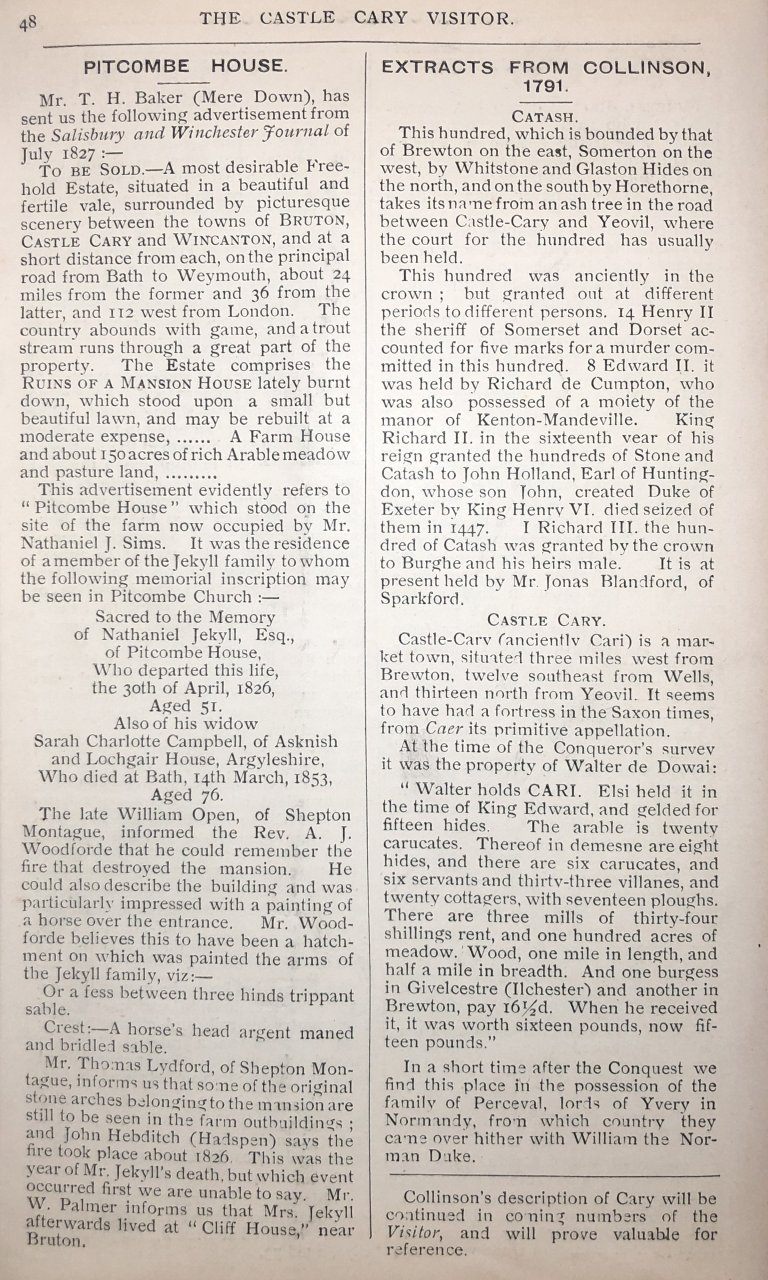 48
THE CASTLE CARY VISITOR.
PITCOMBE HOUSE.
Mr. T. H. Baker (Mere Down), has
sent us the following advertisement from
the Salisbury and Winchester Journal of
July 1827 :—
TO BE SOLD.—A most desirable Free-
hold Estate, situated in a beautiful and
fertile vale, surrounded by picturesque
scenery between the towns of BRUTON,
CASTLE CARY and WINCANTON, and at a
short distance from each, on the principal
road from Bath to Weymouth, about 24
miles from the former and 36 from the
latter, and 112 west from London. The
country abounds with game, and a trout
stream runs through a great part of the
property. The Estate comprises the
RUINS OF A MANSION HOUSE lately burnt
down, which stood upon a small but
beautiful lawn, and may be rebuilt at a
moderate expense, ...... A Farm House
and about 150 acres of rich Arable meadow
and pasture land, .........
This advertisement evidently refers to
“ Pitcombe House ” which stood on the
site of the farm now occupied by Mr.
Nathaniel J. Sims. It was the residence
of a member of the Jekyll family to whom
the following memorial inscription may
be seen in Pitcombe Church :—
Sacred to the Memory
of Nathaniel Jekyll, Esq.,
of Pitcombe House,
Who departed this life,
the 30th of April, 1826,
Aged 51.
Also of his widow
Sarah Charlotte Campbell, of Asknish
and Lochgair House, Argyleshire,
Who died at Bath, 14th March, 1853,
Aged 76.
The late William Open, of Shepton
Montague, informed the Rev. A. J.
Woodforde that he could remember the
fire that destroyed the mansion. He
could also describe the building and was
particularly impressed with a painting of
a horse over the entrance. Mr. Wood-
forde believes this to have been a hatch-
ment on which was painted the arms of
the Jekyll family, viz:—
Or a fess between three hinds trippant
sable.
Crest:—A horse's head argent maned
and bridled sable.
Mr. Thomas Lydford, of Shepton Mon-
tague, informs us that some of the original
stone arches belonging to the mansion are
still to be seen in the farm outbuildings ;
and John Hebditch (Hadspen) says the
fire took place about 1826. This was the
year of Mr. Jekyll's death, but which event
occurred first we are unable to say. Mr.
W. Palmer informs us that Mrs. Jekyll
afterwards lived at “ Cliff House,” near
Bruton.
EXTRACTS FROM COLLINSON,
1791.
CATASH.
This hundred, which is bounded by that
of Brewton on the east, Somerton on the
west, by Whitstone and Glaston Hides on
the north, and on the south by Horethorne,
takes its name from an ash tree in the road
between Castle-Cary and Yeovil, where
the court for the hundred has usually
been held.
This hundred was anciently in the
crown ; but granted out at different
periods to different persons. 14 Henry II
the sheriff of Somerset and Dorset ac-
counted for five marks for a murder com-
mitted in this hundred. 8 Edward II. it
was held by Richard de Cumpton, who
was also possessed of a moiety of the
manor of Kenton-Mandeville. King
Richard II. in the sixteenth year of his
reign granted the hundreds of Stone and
Catash to John Holland, Earl of Hunting-
don, whose son John, created Duke of
Exeter by King Henry VI. died seized of
them in 1447. I Richard III. the hun-
dred of Catash was granted by the crown
to Burghe and his heirs male. It is at
present held by Mr. Jonas Blandford, of
Sparkford.
CASTLE CARY.
Castle-Cary (anciently Cari) is a mar-
ket town, situated three miles west from
Brewton, twelve southeast from Wells,
and thirteen north from Yeovil. It seems
to have had a fortress in the Saxon times,
from Caer its primitive appellation.
At the time of the Conqueror's survey
it was the property of Walter de Dowai:
“ Walter holds CARI. Elsi held it in
the time of King Edward, and gelded for
fifteen hides. The arable is twenty
carucates. Thereof in demesne are eight
hides, and there are six carucates, and
six servants and thirty-three villanes, and
twenty cottagers, with seventeen ploughs.
There are three mills of thirty-four
shillings rent, and one hundred acres of
meadow. Wood, one mile in length, and
half a mile in breadth. And one burgess
in Givelcestre (Ilchester) and another in
Brewton, pay 16½d. When he received
it, it was worth sixteen pounds, now fif-
teen pounds.”
In a short time after the Conquest we
find this place in the possession of the
family of Perceval, lords of Yvery in
Normandy, from which country they
came over hither with William the Nor-
man Duke.
Collinson's description of Cary will be
continued in coming numbers of the
Visitor, and will prove valuable for
reference.